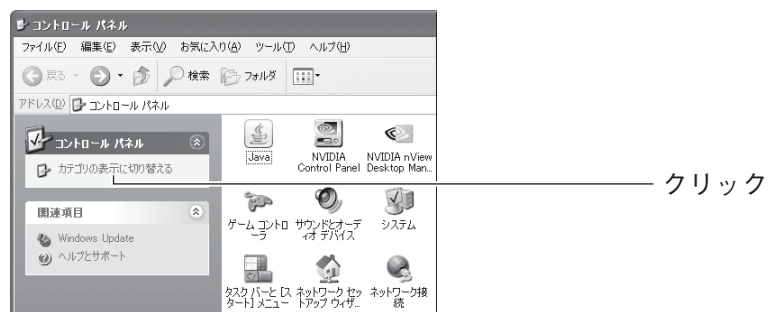 コントロール パネル
ファイル(F) 編集(E) 表示(V) お気に入り(A) ツール(T) ヘルプ(H)
戻る 検索 フォルダ
アドレス(D) コントロール パネル
コントロール パネル
カテゴリの表示に切り替える
関連項目
Windows Update
ヘルプとサポート
Java
NVIDIA
Control Panel
NVIDIA nView
Desktop Man...
ゲーム コントロ
ーラ
サウンドとオーデ
ィオ デバイス
システム
タスク バーと [ス
タート] メニュー
ネットワーク セッ
トアップ ウィザ...
ネットワーク接
続
クリック